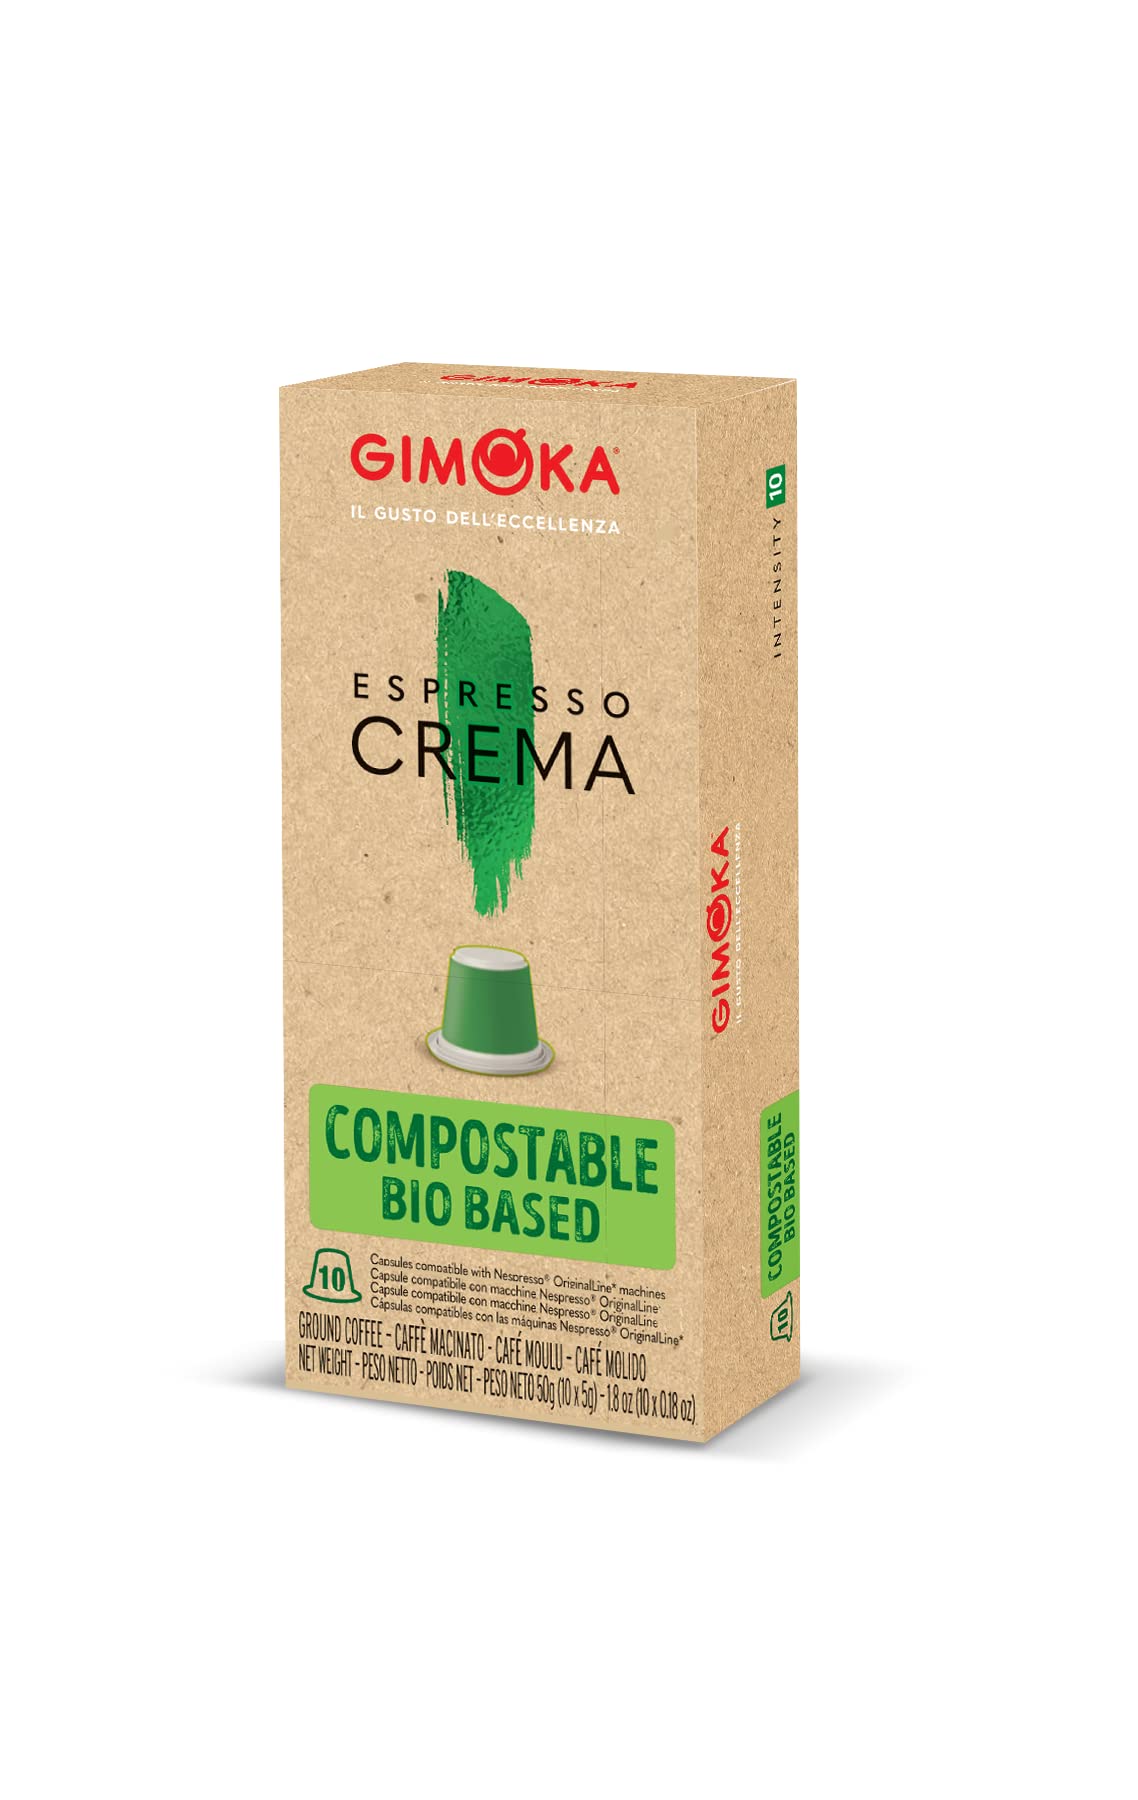 GIMOKA
GIMOKA®
IL GUSTO DELL'ECCELLENZA
ESPRESSO
CREMA
COMPOSTABLE
BIO BASED
10
Capsules compatible with Nespresso® OriginalLine* machines
Capsule compatibile con macchine Nespresso® OriginalLine*
Capsule compatibile con macchine Nespresso® OriginalLine
Cápsulas compatibles con las máquinas Nespresso® OriginalLine*
GROUND COFFEE - CAFFÈ MACINATO - CAFÉ MOULU - CAFÉ MOLIDO
NET WEIGHT - PESO NETTO - POIDS NET - PESO NETO 50g (10 x 5g) - 1.8 oz (10 x 0.18 oz)
INTENSITY 10
GIMOKA
IL GUSTO DELL'ECCELLENZA
COMPOSTABLE
BIO BASED
10